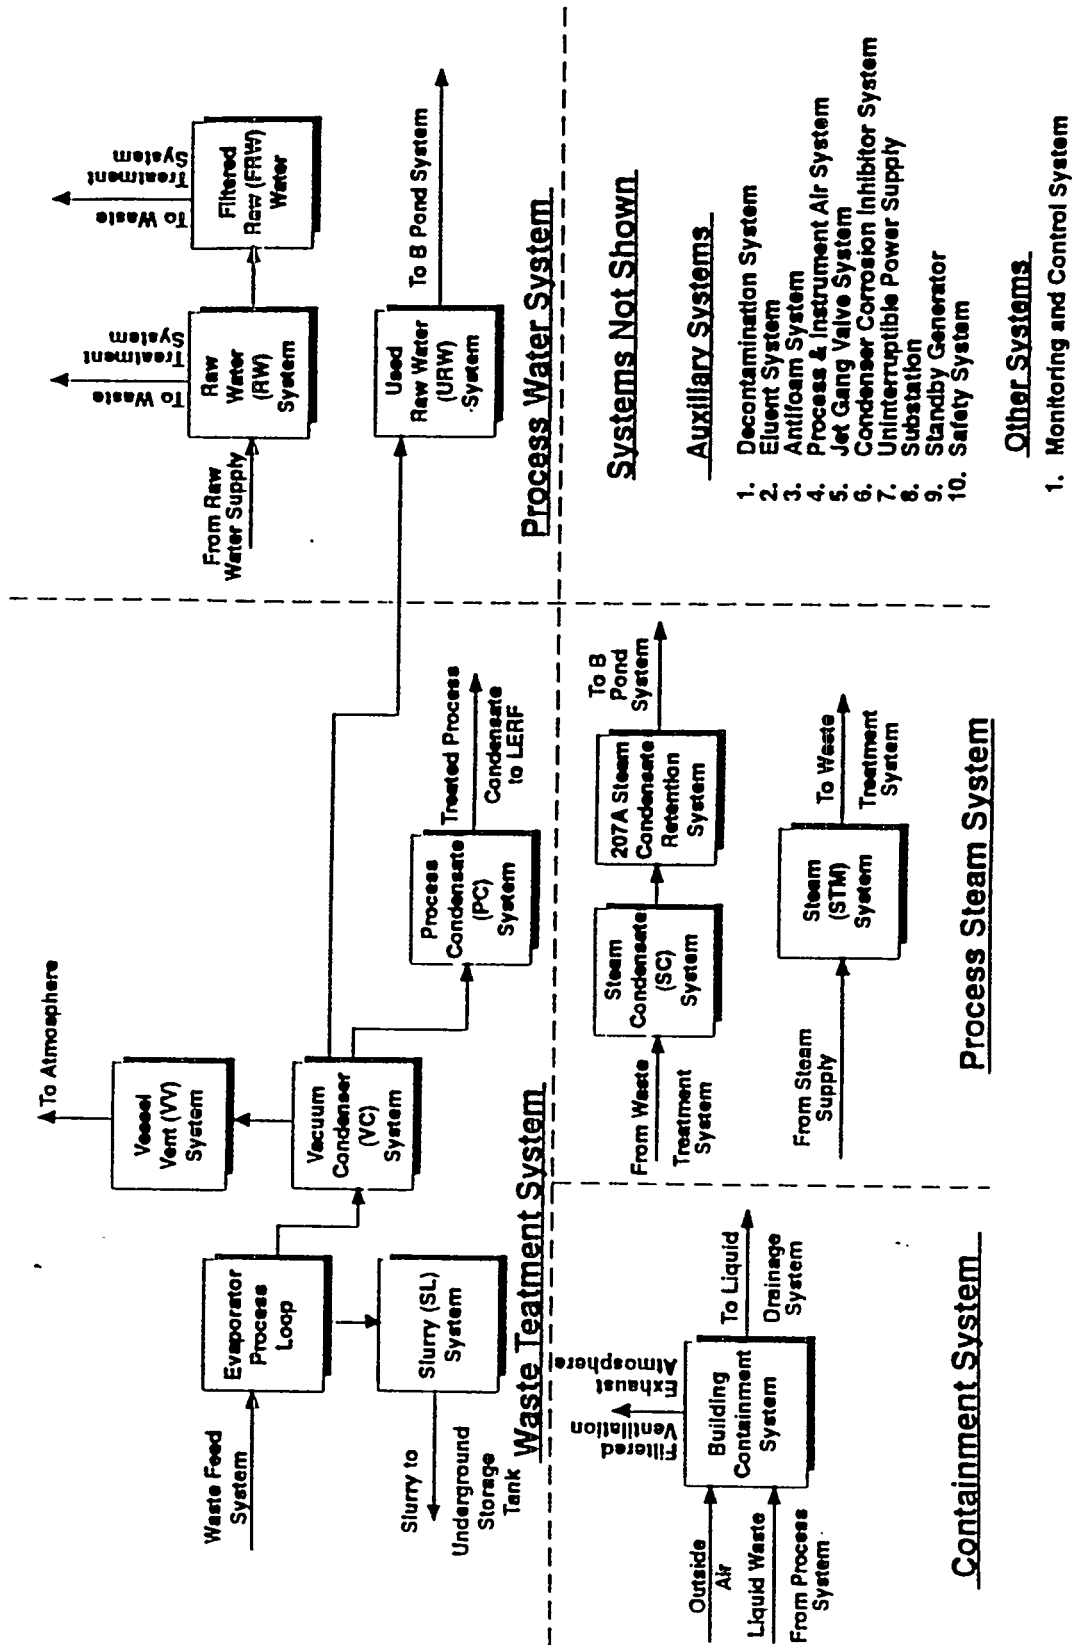 To Atmosphere
Vessel
Vent (VV)
System
Waste Feed
System
Evaporator
Process
Loop
Vacuum
Condenser
(VC)
System
Slurry to
Underground
Storage
Tank
Slurry (SL)
System
Process
Condensate
(PC)
System
Treated Process
Condensate
to LERF
Waste Teatment System
To Waste
Treatment
System
To Waste
Treatment
System
From Raw
Water Supply
Raw
Water
(RW)
System
Filtered
Raw (FRW)
Water
Used
Raw Water
(URW)
System
To B Pond System
Process Water System
Filtered
Ventilation
Exhaust
Atmosphere
Outside
Air
Liquid Waste
From Process
System
Building
Containment
System
To Liquid
Drainage
System
Containment System
From Waste
Treatment
System
Steam
Condensate
(SC)
System
207A Steam
Condensate
Retention
System
To B
Pond
System
From Steam
Supply
Steam
(STM)
System
To Waste
Treatment
System
Process Steam System
Systems Not Shown
Auxiliary Systems
1. Decontamination System
2. Eluent System
3. Antifoam System
4. Process & Instrument Air System
5. Jet Gang Valve System
6. Condenser Corrosion Inhibitor System
7. Uninterruptible Power Supply
8. Substation
9. Standby Generator
10. Safety System
Other Systems
1. Monitoring and Control System